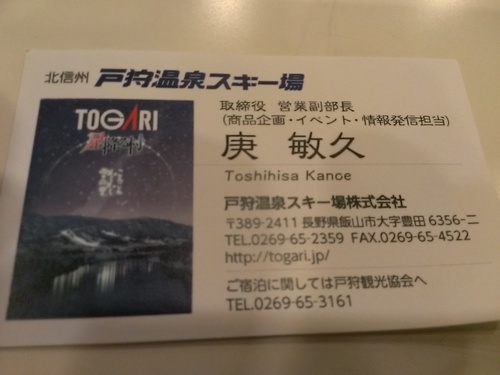 北信州 戸狩温泉スキー場
TOGARI
取締役 営業副部長
(商品企画・イベント・情報発信担当)
庚 敏久
Toshihisa Kanoe
戸狩温泉スキー場株式会社
〒389-2411 長野県飯山市大字豊田 6356-二
TEL.0269-65-2359 FAX.0269-65-4522
http://togari.jp/
ご宿泊に関しては戸狩観光協会へ
TEL.0269-65-3161